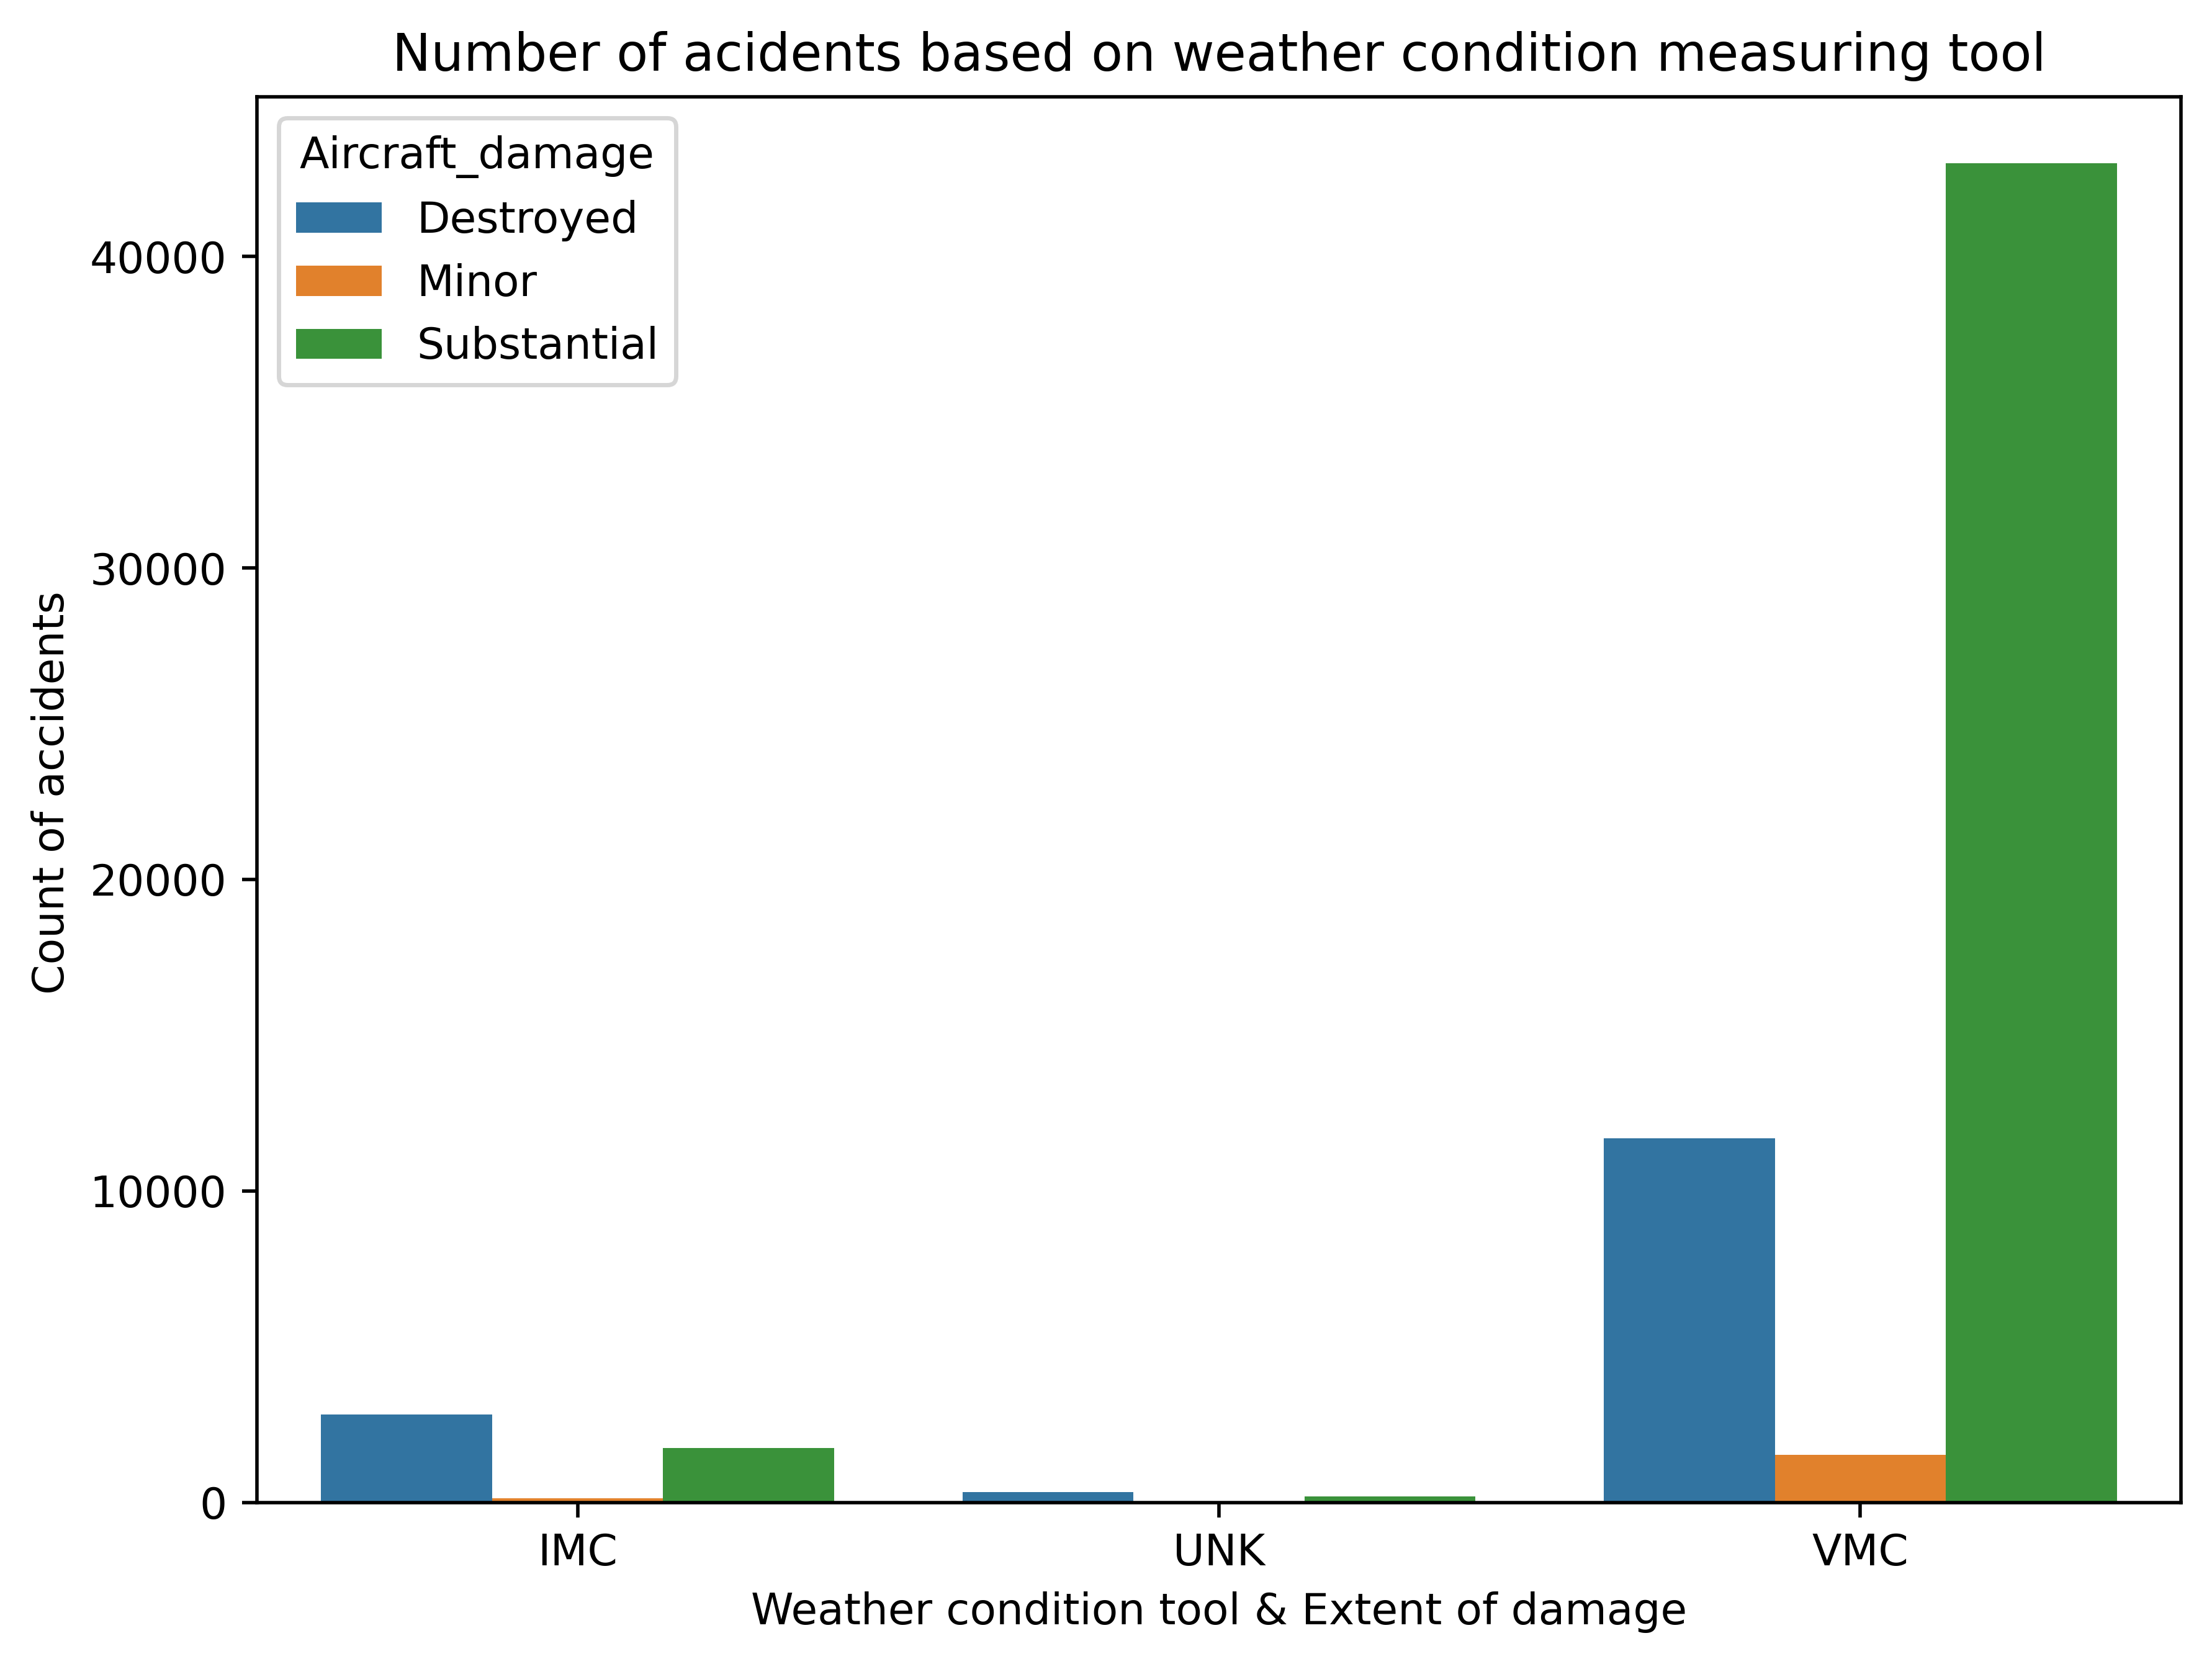 Number of acidents based on weather condition measuring tool
Aircraft_damage
Destroyed
Minor
Substantial
Count of accidents
40000
30000
20000
10000
0
IMC
UNK
VMC
Weather condition tool & Extent of damage